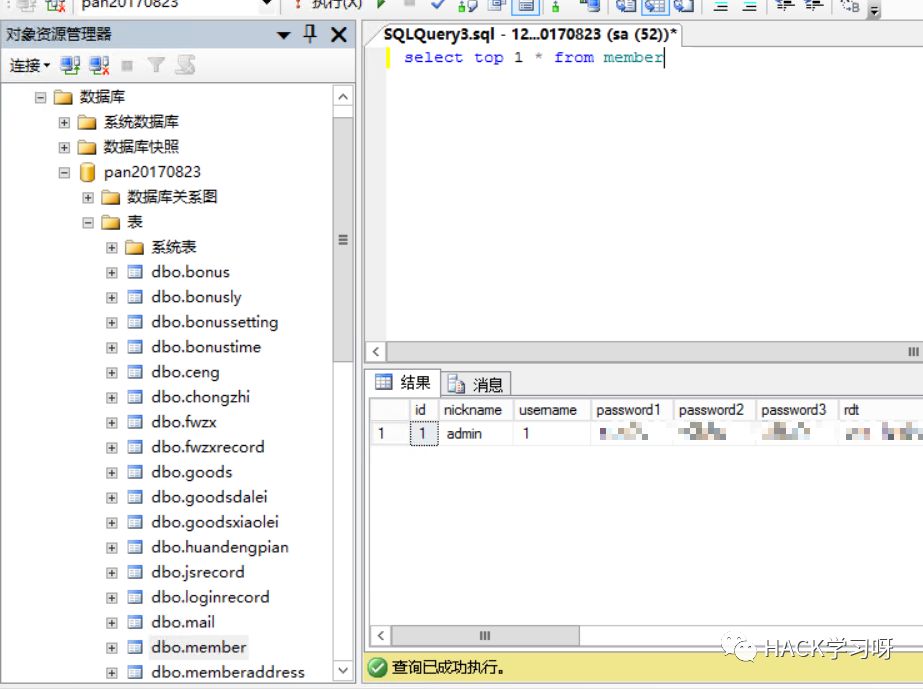 pan20170823
执行(X)
对象资源管理器
连接
数据库
系统数据库
数据库快照
pan20170823
数据库关系图
表
系统表
dbo.bonus
dbo.bonusly
dbo.bonussetting
dbo.bonustime
dbo.ceng
dbo.chongzhi
dbo.fwzx
dbo.fwzxrecord
dbo.goods
dbo.goodsdalei
dbo.goodsxiaolei
dbo.huandengpian
dbo.jsrecord
dbo.loginrecord
dbo.mail
dbo.member
dbo.memberaddress
SQLQuery3.sql - 12...0170823 (sa (52))*
select top 1 * from member
结果 消息
id nickname username password1 password2 password3 rdt
1 1 admin 1
查询已成功执行。
HACK学习呀